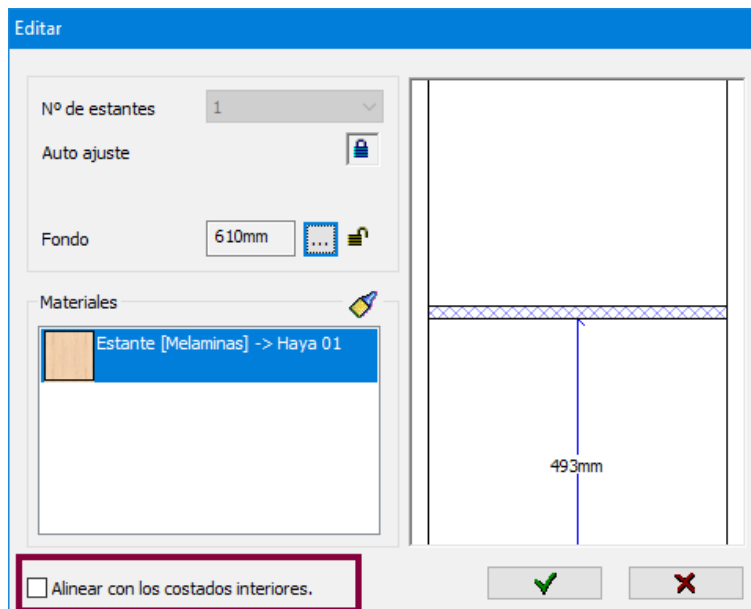 Editar
Nº de estantes
1
Auto ajuste
Fondo
610mm
...
Materiales
Estante [Melaminas] -> Haya 01
493mm
Alinear con los costados interiores.